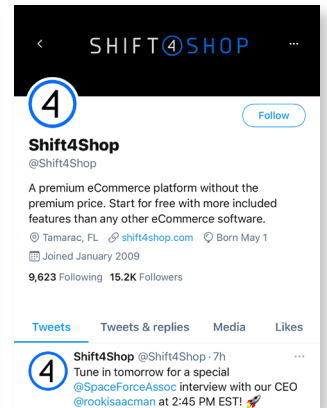 SHIFT4SHOP
4
Follow
Shift4Shop
@Shift4Shop
A premium eCommerce platform without the
premium price. Start for free with more included
features than any other eCommerce software.
Tamarac, FL shift4shop.com Born May 1
Joined January 2009
9,623 Following 15.2K Followers
Tweets Tweets & replies Media Likes
4
Shift4Shop @Shift4Shop · 7h
Tune in tomorrow for a special
@SpaceForceAssoc interview with our CEO
@rookisaacman at 2:45 PM EST! 🚀